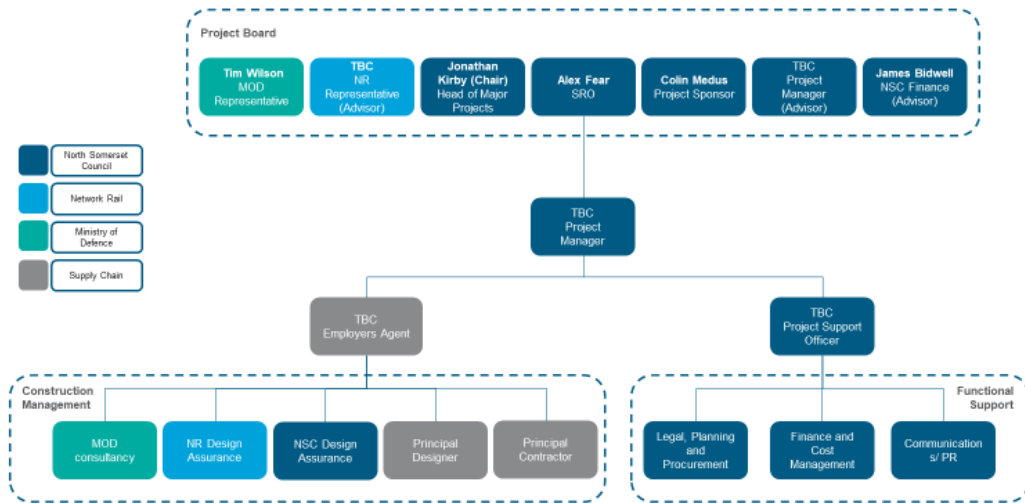 Project Board
Tim Wilson
MOD
Representative
TBC
NR
Representative
(Advisor)
Jonathan
Kirby (Chair)
Head of Major
Projects
Alex Fear
SRO
Colin Medus
Project Sponsor
TBC
Project
Manager
(Advisor)
James Bidwell
NSC Finance
(Advisor)
North Somerset
Council
Network Rail
Ministry of
Defence
Supply Chain
TBC
Project
Manager
TBC
Employers Agent
TBC
Project Support
Officer
Construction
Management
MOD
consultancy
NR Design
Assurance
NSC Design
Assurance
Principal
Designer
Principal
Contractor
Functional
Support
Legal, Planning
and
Procurement
Finance and
Cost
Management
Communication
s/ PR